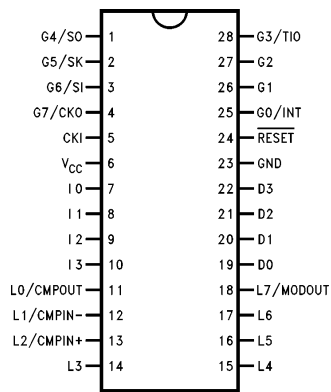 G4/SO 1 28 G3/TIO
G5/SK 2 27 G2
G6/SI 3 26 G1
G7/CKO 4 25 G0/INT
CKI 5 24 RESET
VCC 6 23 GND
I0 7 22 D3
I1 8 21 D2
I2 9 20 D1
I3 10 19 D0
L0/CMPOUT 11 18 L7/MODOUT
L1/CMPIN- 12 17 L6
L2/CMPIN+ 13 16 L5
L3 14 15 L4